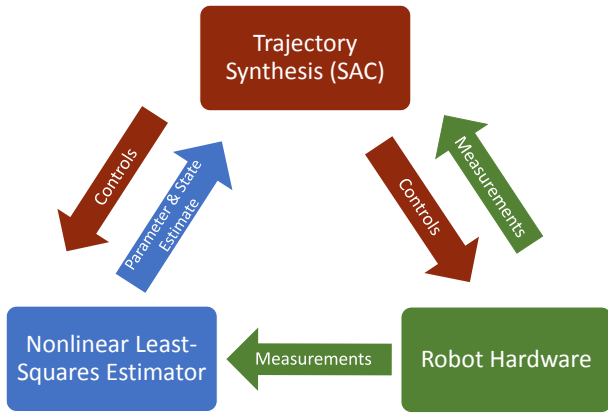 Trajectory
Synthesis (SAC)
Controls
Parameter & State
Estimate
Controls
Measurements
Nonlinear Least-
Squares Estimator
Measurements
Robot Hardware